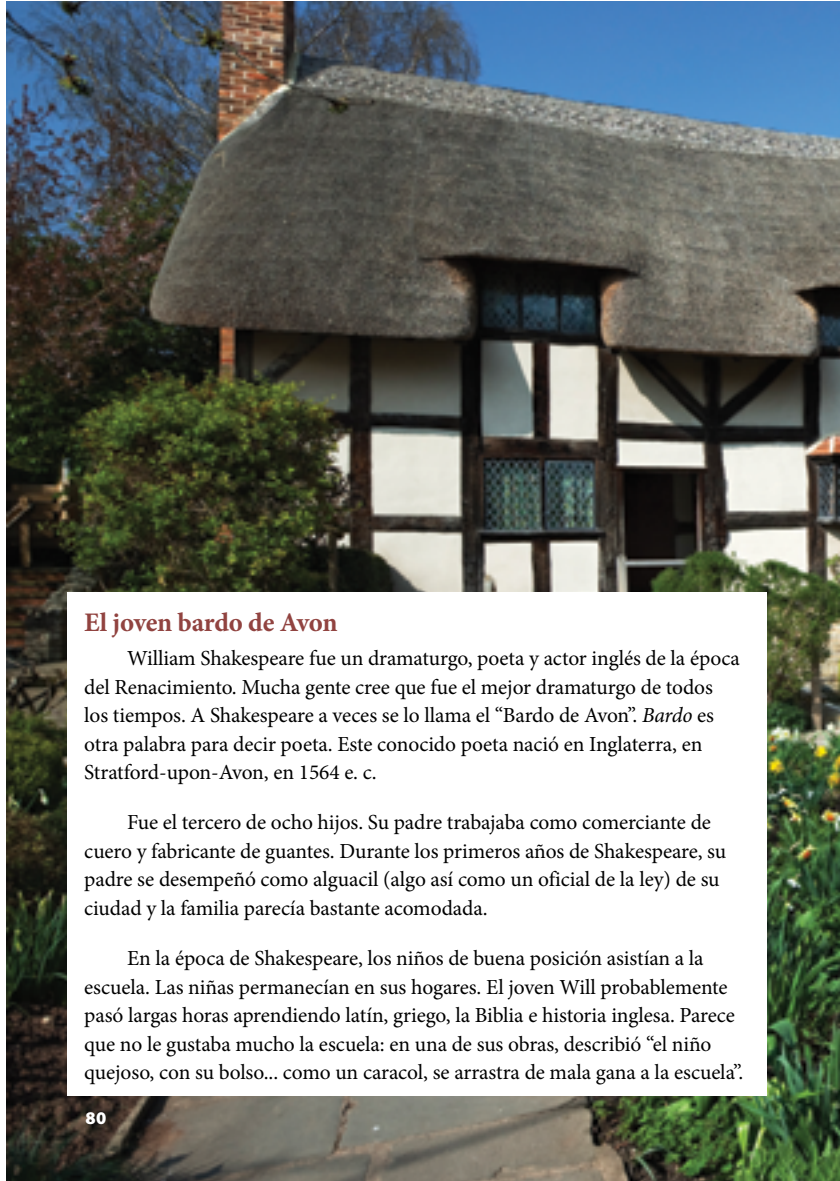 El joven bardo de Avon
William Shakespeare fue un dramaturgo, poeta y actor inglés de la época
del Renacimiento. Mucha gente cree que fue el mejor dramaturgo de todos
los tiempos. A Shakespeare a veces se lo llama el “Bardo de Avon”. Bardo es
otra palabra para decir poeta. Este conocido poeta nació en Inglaterra, en
Stratford-upon-Avon, en 1564 e. c.
Fue el tercero de ocho hijos. Su padre trabajaba como comerciante de
cuero y fabricante de guantes. Durante los primeros años de Shakespeare, su
padre se desempeñó como alguacil (algo así como un oficial de la ley) de su
ciudad y la familia parecía bastante acomodada.
En la época de Shakespeare, los niños de buena posición asistían a la
escuela. Las niñas permanecían en sus hogares. El joven Will probablemente
pasó largas horas aprendiendo latín, griego, la Biblia e historia inglesa. Parece
que no le gustaba mucho la escuela: en una de sus obras, describió “el niño
quejoso, con su bolso... como un caracol, se arrastra de mala gana a la escuela”.
80